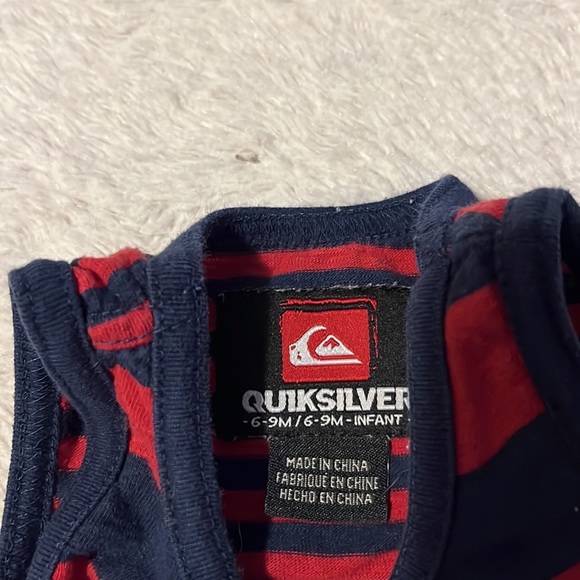 QUIKSILVER
- 6-9M / 6-9M - INFANT -
MADE IN CHINA
FABRIQUÉ EN CHINE
HECHO EN CHINA